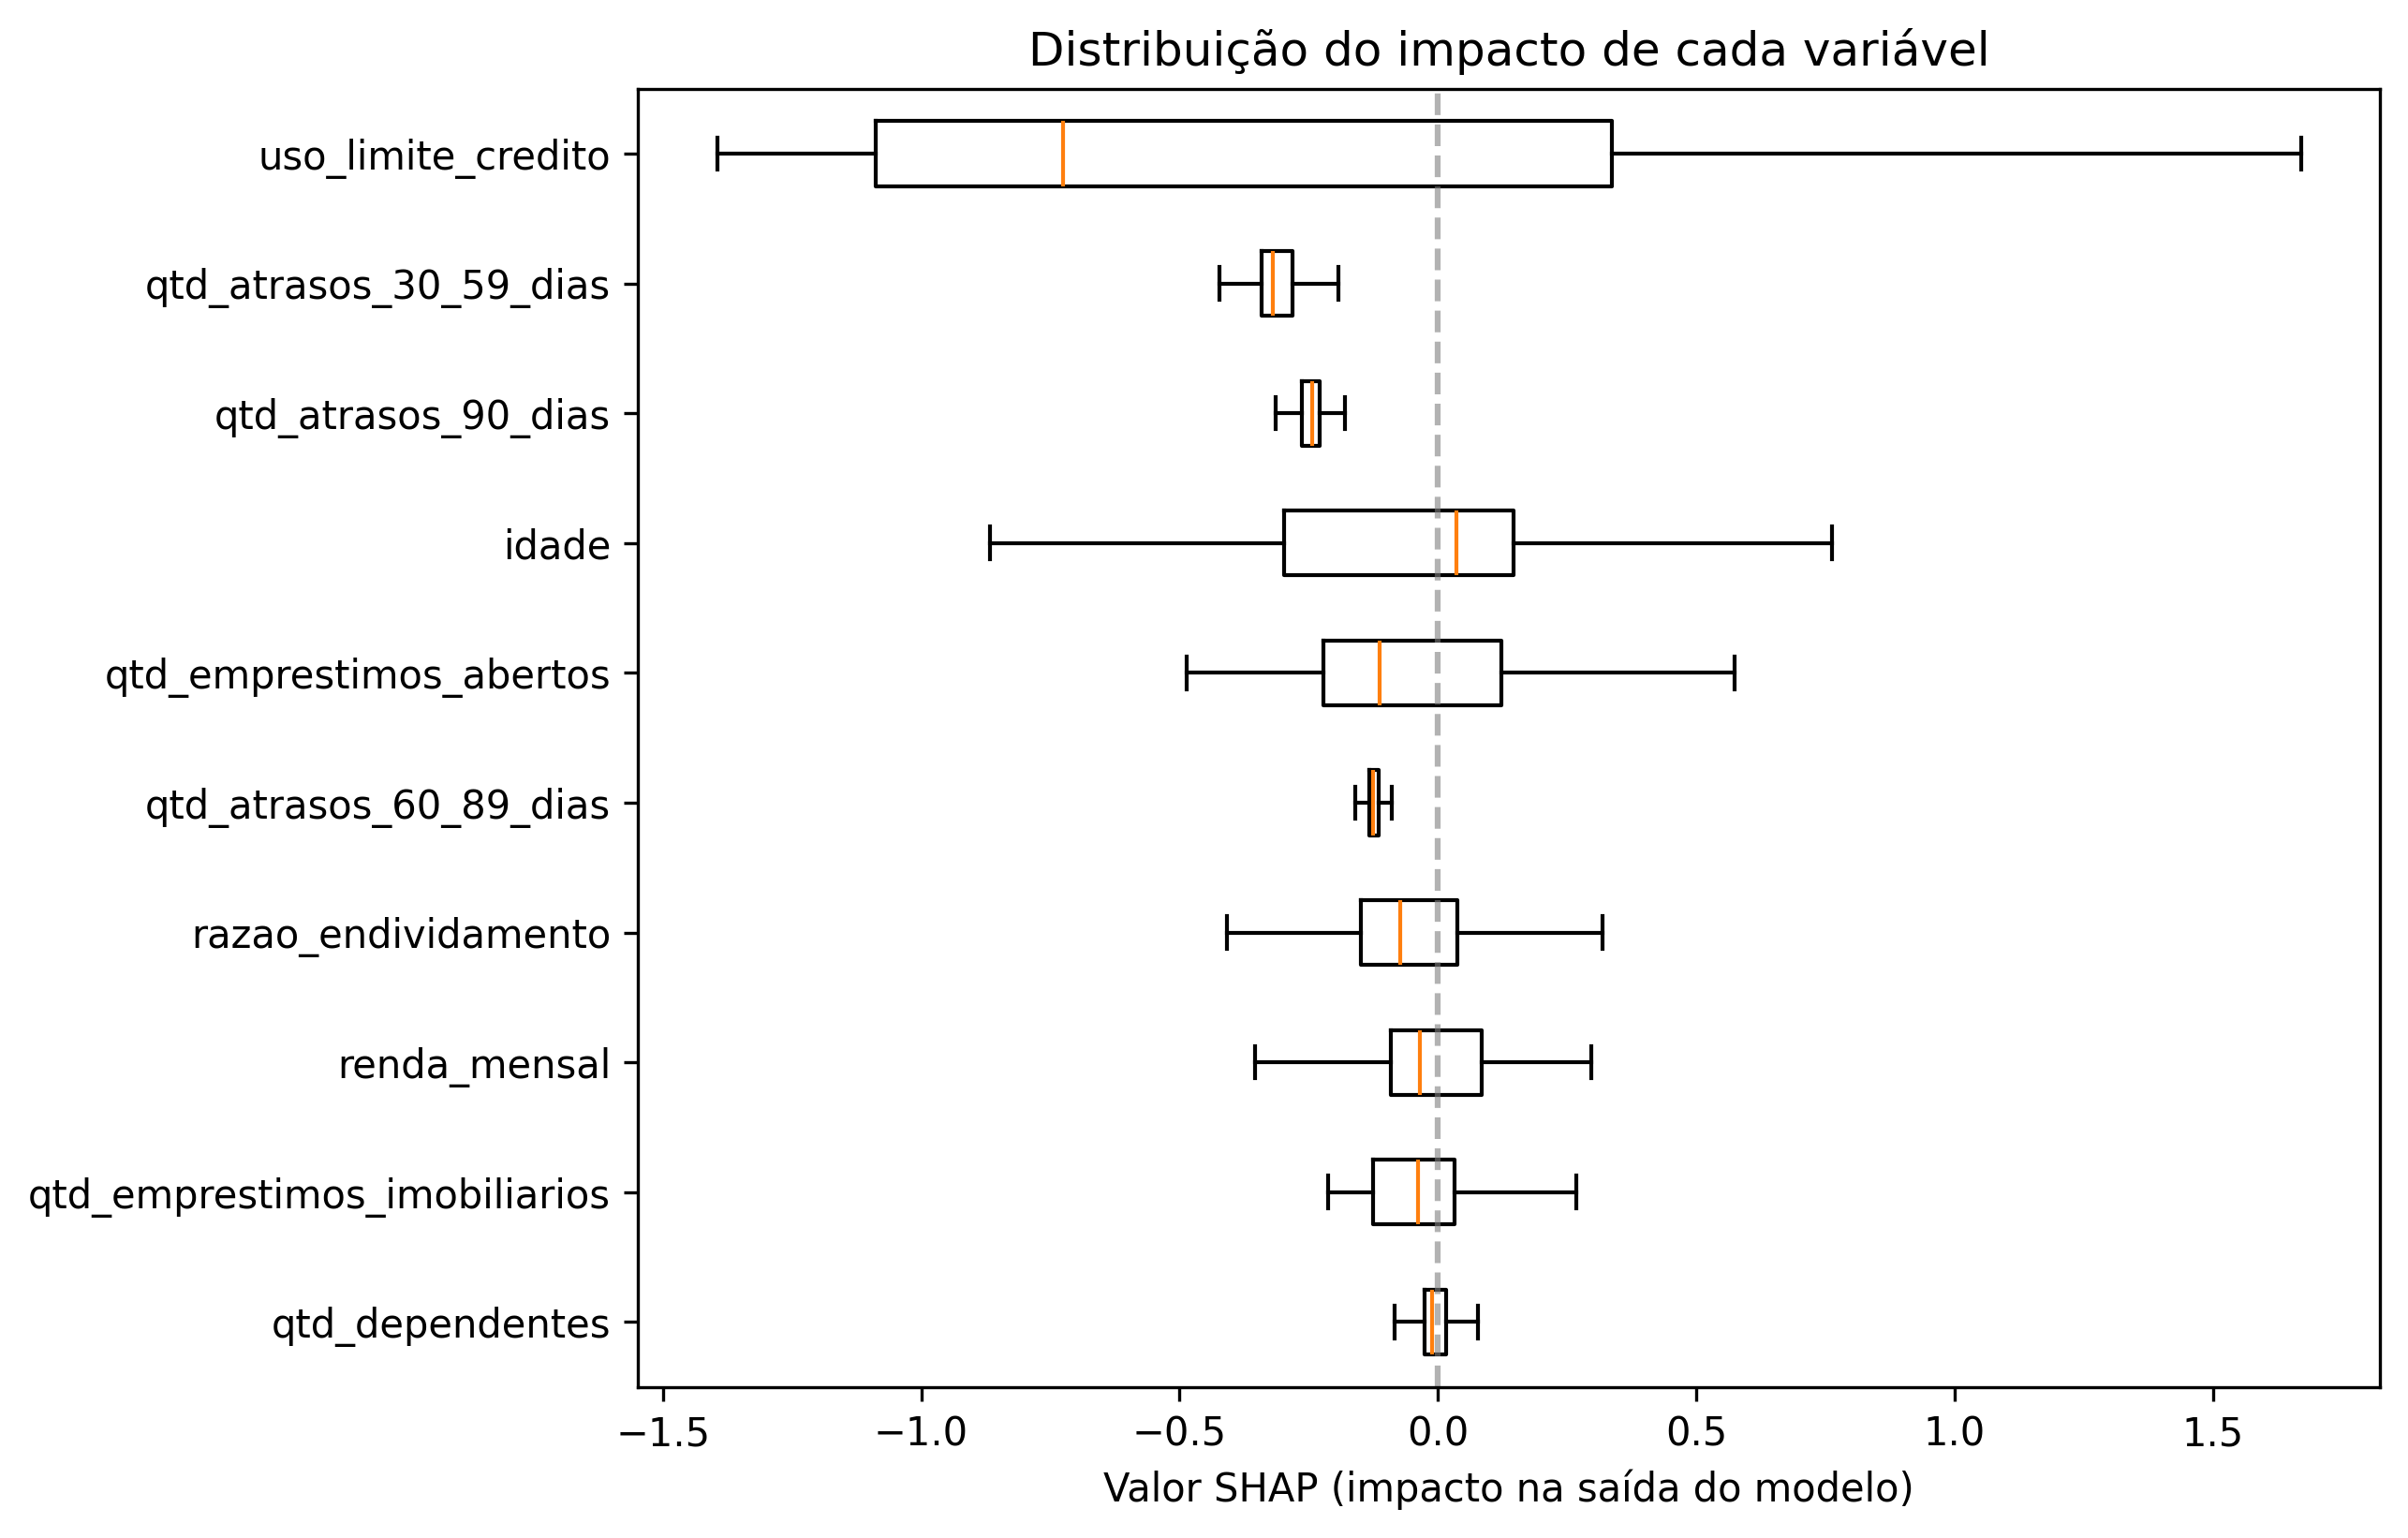 Distribuição do impacto de cada variável
uso_limite_credito
qtd_atrasos_30_59_dias
qtd_atrasos_90_dias
idade
qtd_emprestimos_abertos
qtd_atrasos_60_89_dias
razao_endividamento
renda_mensal
qtd_emprestimos_imobiliarios
qtd_dependentes
−1.5 −1.0 −0.5 0.0 0.5 1.0 1.5
Valor SHAP (impacto na saída do modelo)